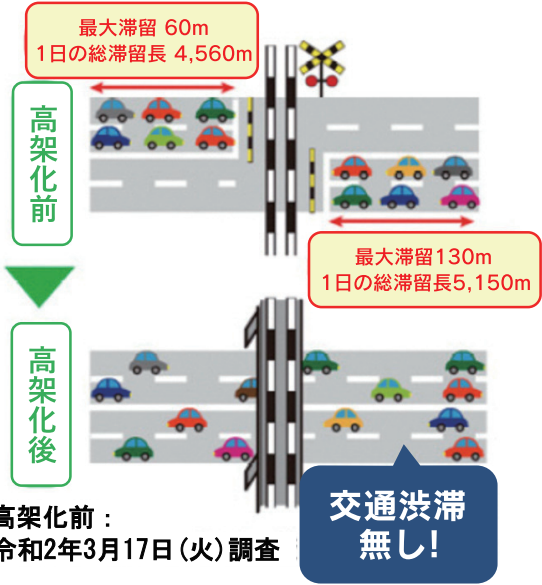 最大滞留 60m
1日の総滞留長 4,560m
高架化前
最大滞留130m
1日の総滞留長5,150m
高架化後
交通渋滞
無し!
高架化前：
令和2年3月17日(火)調査